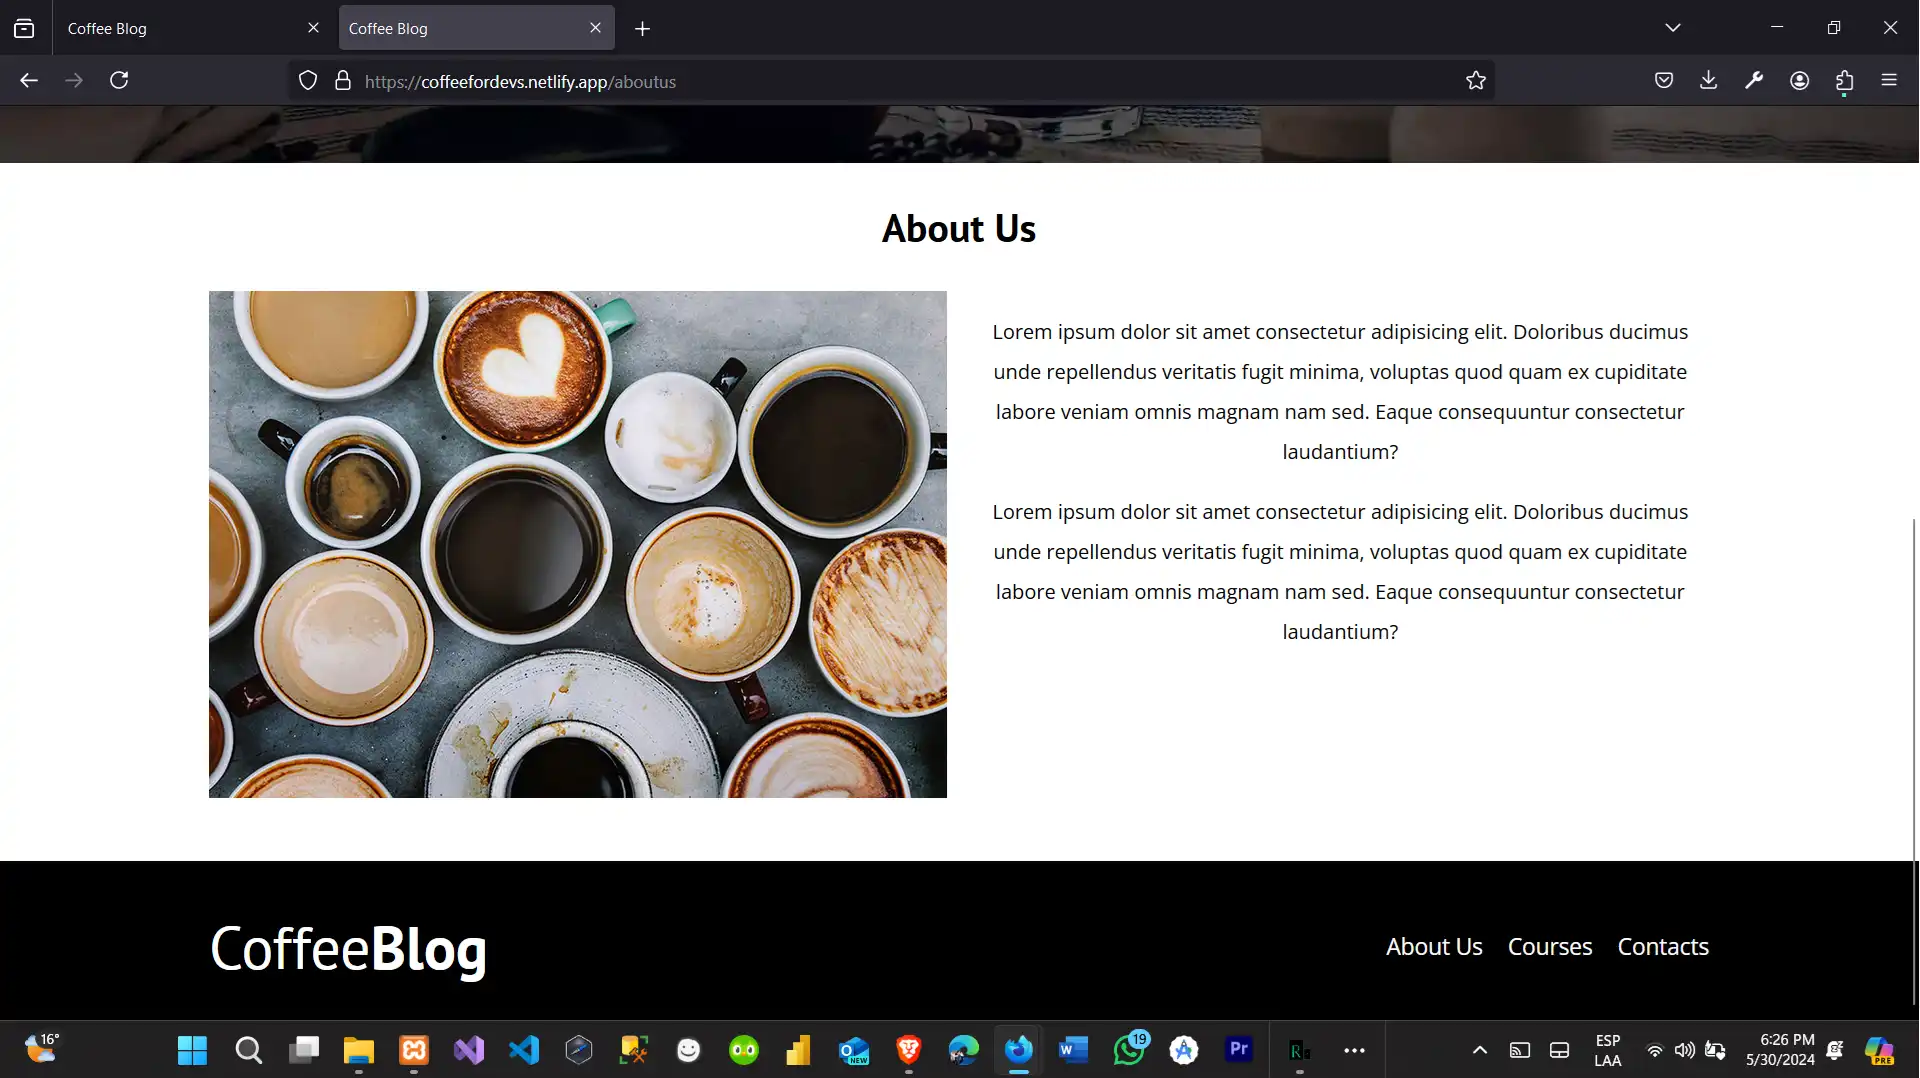 Coffee Blog
Coffee Blog
https://coffeefordevs.netlify.app/aboutus
About Us
Lorem ipsum dolor sit amet consectetur adipisicing elit. Doloribus ducimus
unde repellendus veritatis fugit minima, voluptas quod quam ex cupiditate
labore veniam omnis magnam nam sed. Eaque consequuntur consectetur
laudantium?
Lorem ipsum dolor sit amet consectetur adipisicing elit. Doloribus ducimus
unde repellendus veritatis fugit minima, voluptas quod quam ex cupiditate
labore veniam omnis magnam nam sed. Eaque consequuntur consectetur
laudantium?
CoffeeBlog
About Us Courses Contacts
16°
NEW
19
Pr
ESP
LAA
6:26 PM
5/30/2024
PRE